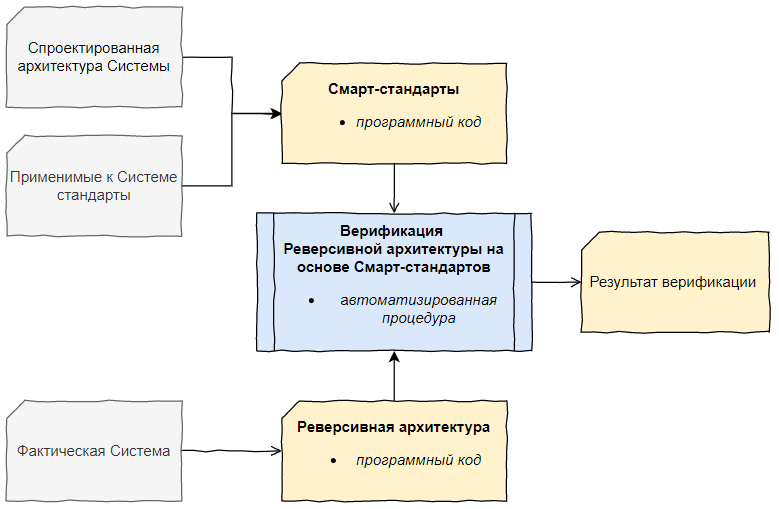 Спроектированная
архитектура Системы
Применимые к Системе
стандарты
Смарт-стандарты
• программный код
Верификация
Реверсивной архитектуры на
основе Смарт-стандартов
• автоматизированная
процедура
Результат верификации
Фактическая Система
Реверсивная архитектура
• программный код